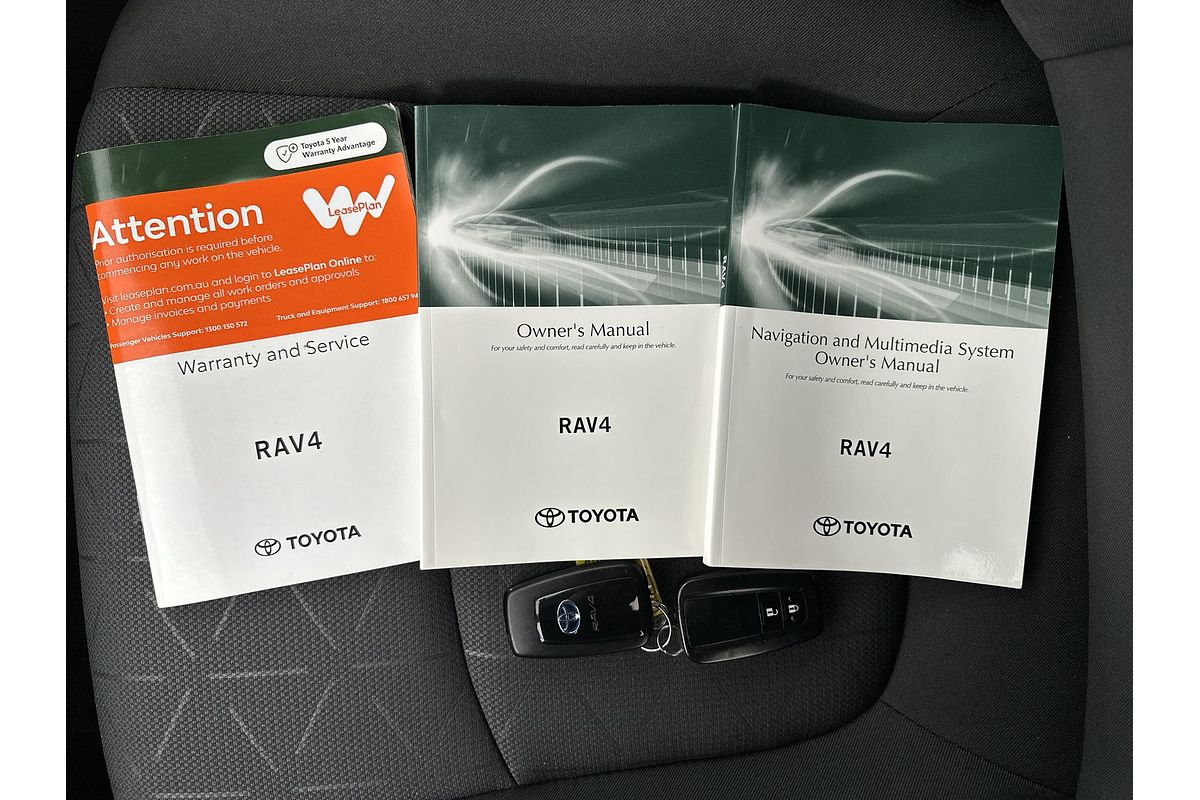 Toyota 5 Year
Warranty Advantage
Attention
LeasePlan
Prior authorisation is required before
commencing any work on the vehicle.
Visit leaseplan.com.au and login to LeasePlan Online to:
• Create and manage all work orders and approvals
• Manage invoices and payments
Passenger Vehicles Support: 1300 130 572
Truck and Equipment Support: 1800 657 94
Warranty and Service
RAV4
TOYOTA
Owner's Manual
For your safety and comfort, read carefully and keep in the vehicle.
RAV4
TOYOTA
RAV4
Navigation and Multimedia System
Owner's Manual
For your safety and comfort, read carefully and keep in the vehicle.
RAV4
TOYOTA
RAV4